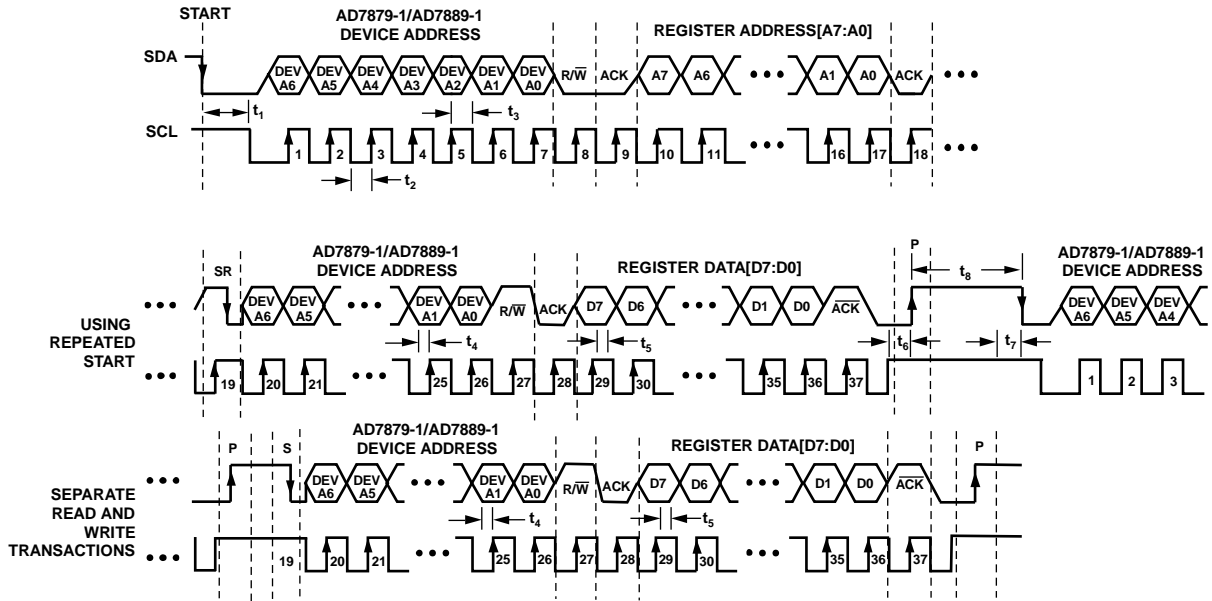 START
AD7879-1/AD7889-1
DEVICE ADDRESS
REGISTER ADDRESS[A7:A0]
SDA
DEV A6 DEV A5 DEV A4 DEV A3 DEV A2 DEV A1 DEV A0 R/W ACK A7 A6 ••• A1 A0 ACK •••
t1 t3
SCL
1 2 3 4 5 6 7 8 9 10 11 ••• 16 17 18 •••
t2
USING
REPEATED
START
AD7879-1/AD7889-1
DEVICE ADDRESS
REGISTER DATA[D7:D0]
AD7879-1/AD7889-1
DEVICE ADDRESS
SR P t8
••• DEV A6 DEV A5 ••• DEV A1 DEV A0 R/W ACK D7 D6 ••• D1 D0 ACK DEV A6 DEV A5 DEV A4
t4 t5 t6 t7
••• 19 20 21 ••• 25 26 27 28 29 30 ••• 35 36 37 1 2 3
SEPARATE
READ AND
WRITE
TRANSACTIONS
AD7879-1/AD7889-1
DEVICE ADDRESS
REGISTER DATA[D7:D0]
P S P
••• DEV A6 DEV A5 ••• DEV A1 DEV A0 R/W ACK D7 D6 ••• D1 D0 ACK
t4 t5
••• 19 20 21 ••• 25 26 27 28 29 30 ••• 35 36 37